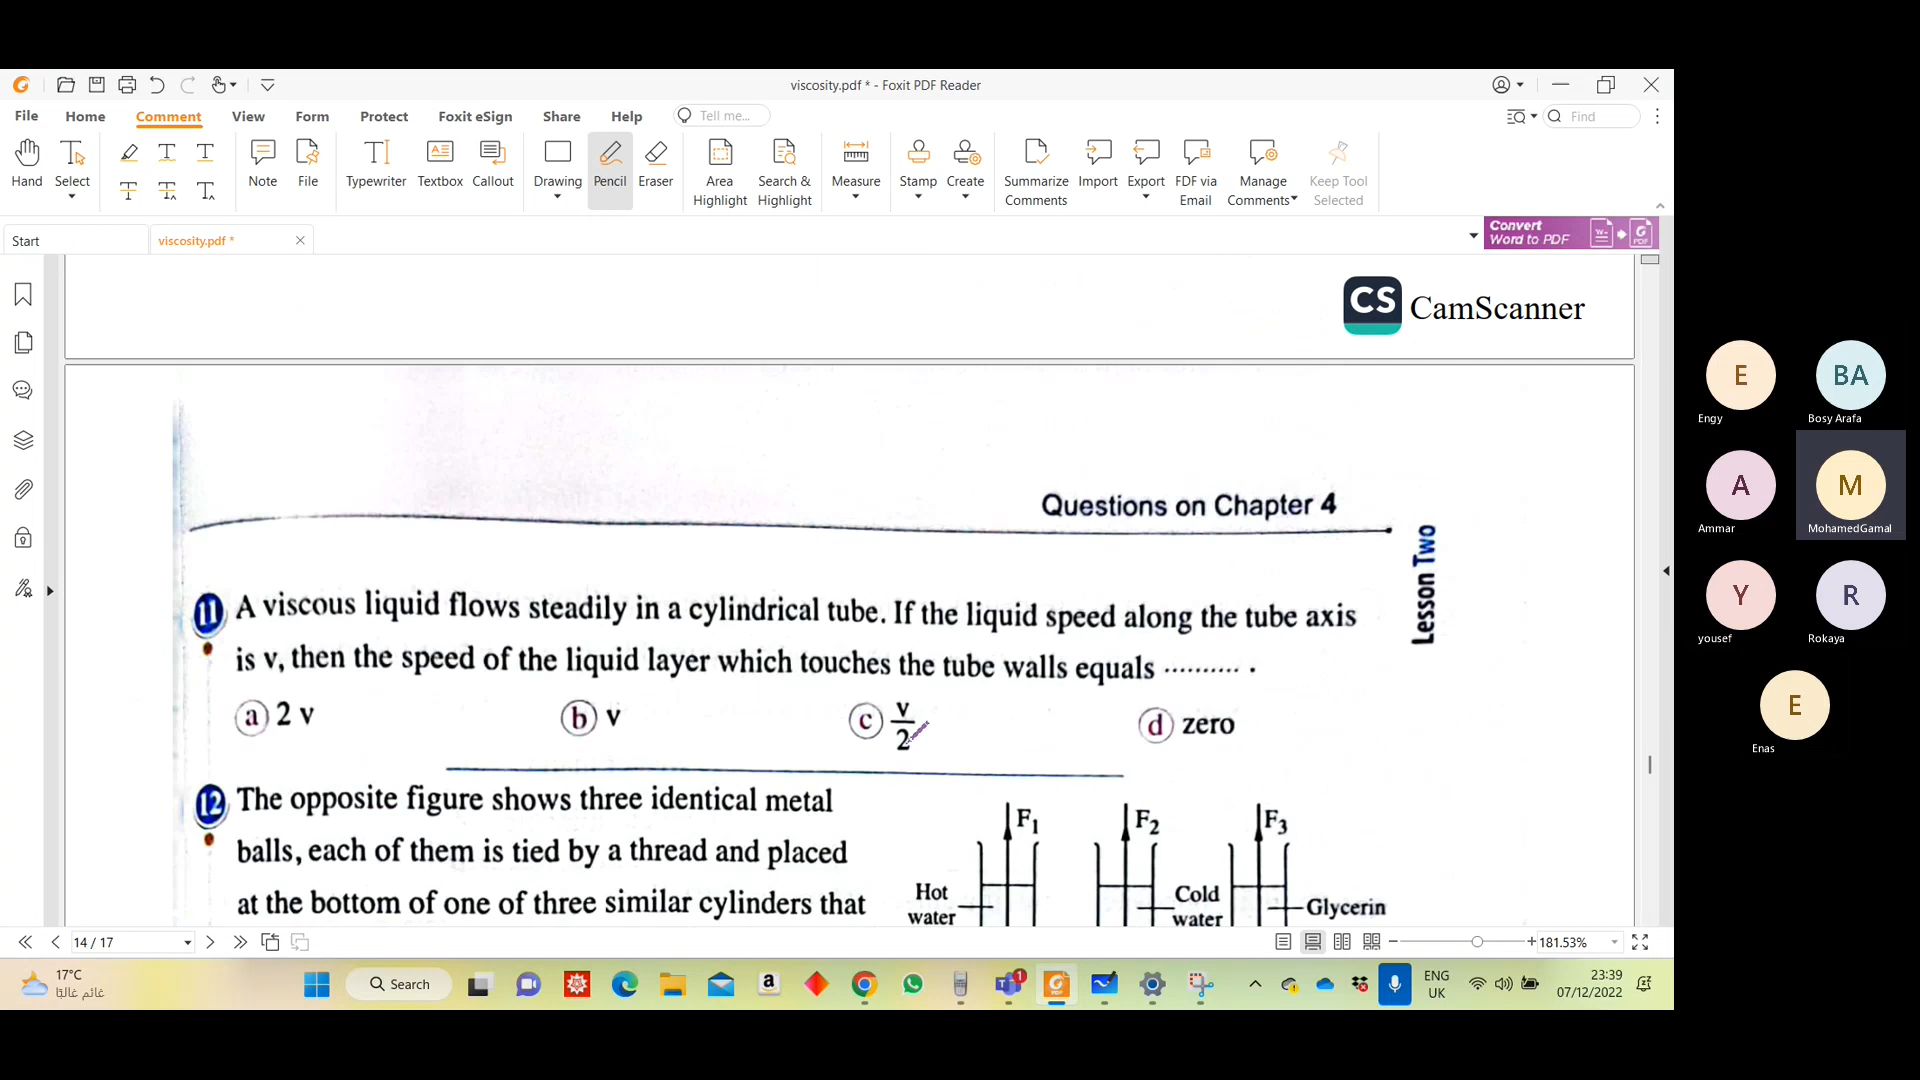 viscosity.pdf * - Foxit PDF Reader
File Home Comment View Form Protect Foxit eSign Share Help Tell me... Find
Hand Select Note File Typewriter Textbox Callout Drawing Pencil Eraser Area Highlight Search & Highlight Measure Stamp Create Summarize Comments Import Export FDF via Email Manage Comments Keep Tool Selected
Start viscosity.pdf *
Convert
Word to PDF
CS CamScanner
Questions on Chapter 4
Lesson Two
11 A viscous liquid flows steadily in a cylindrical tube. If the liquid speed along the tube axis
is v, then the speed of the liquid layer which touches the tube walls equals .......... .
a 2 v b v c v/2 d zero
12 The opposite figure shows three identical metal
balls, each of them is tied by a thread and placed
at the bottom of one of three similar cylinders that
F1 F2 F3
Hot
water
Cold
water
Glycerin
14 / 17 181.53%
17°C
غائم غالبًا
Search
1
ENG
UK
23:39
07/12/2022
E
Engy
BA
Bosy Arafa
A
Ammar
M
MohamedGamal
Y
yousef
R
Rokaya
E
Enas